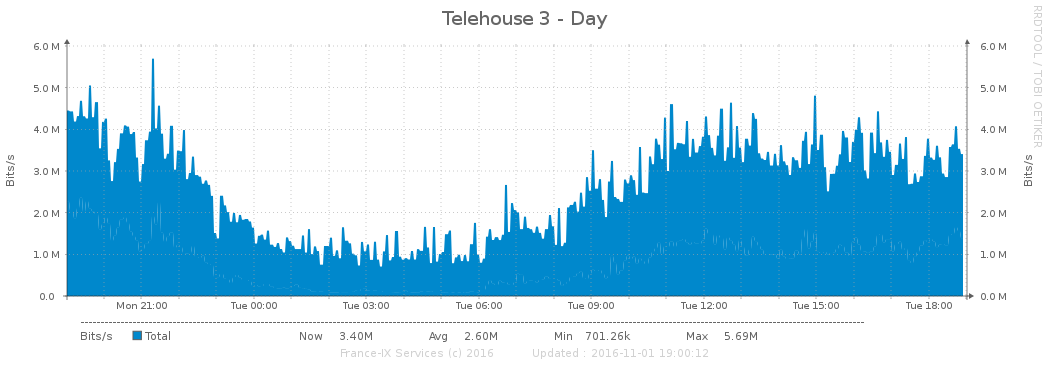 Telehouse 3 - Day
RRDTOOL / TOBI OETIKER
Bits/s
6.0 M 6.0 M
5.0 M 5.0 M
4.0 M 4.0 M
3.0 M 3.0 M
2.0 M 2.0 M
1.0 M 1.0 M
0.0 0.0 M
Bits/s
Mon 21:00 Tue 00:00 Tue 03:00 Tue 06:00 Tue 09:00 Tue 12:00 Tue 15:00 Tue 18:00
Bits/s Total Now 3.40M Avg 2.60M Min 701.26k Max 5.69M
France-IX Services (c) 2016 Updated : 2016-11-01 19:00:12